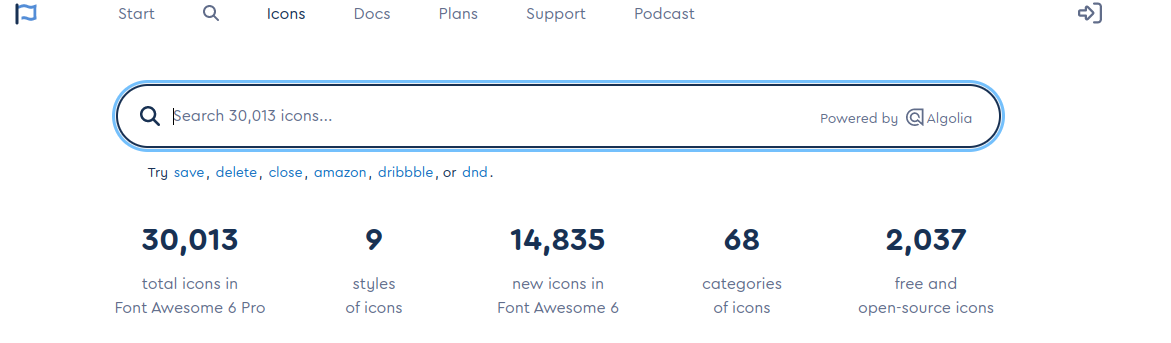 Start Icons Docs Plans Support Podcast
Search 30,013 icons...
Powered by Algolia
Try save, delete, close, amazon, dribbble, or dnd.
30,013 9 14,835 68 2,037
total icons in styles new icons in categories free and
Font Awesome 6 Pro of icons Font Awesome 6 of icons open-source icons